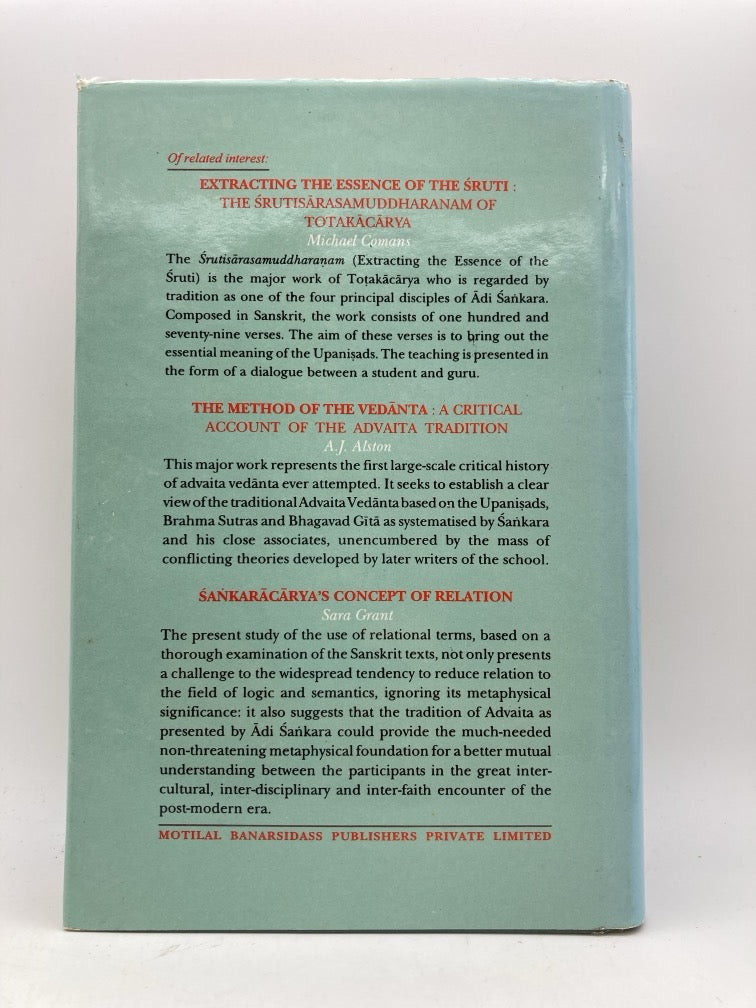 Of related interest:
EXTRACTING THE ESSENCE OF THE ŚRUTI :
THE ŚRUTISĀRASAMUDDHARANAM OF
TOTAKĀCĀRYA
Michael Comans
The Śrutisārasamuddharaṇam (Extracting the Essence of the
Śruti) is the major work of Toṭakācārya who is regarded by
tradition as one of the four principal disciples of Ādi Śaṅkara.
Composed in Sanskrit, the work consists of one hundred and
seventy-nine verses. The aim of these verses is to bring out the
essential meaning of the Upaniṣads. The teaching is presented in
the form of a dialogue between a student and guru.
THE METHOD OF THE VEDĀNTA : A CRITICAL
ACCOUNT OF THE ADVAITA TRADITION
A.J. Alston
This major work represents the first large-scale critical history
of advaita vedānta ever attempted. It seeks to establish a clear
view of the traditional Advaita Vedānta based on the Upaniṣads,
Brahma Sutras and Bhagavad Gītā as systematised by Śaṅkara
and his close associates, unencumbered by the mass of
conflicting theories developed by later writers of the school.
ŚAṄKARĀCĀRYA'S CONCEPT OF RELATION
Sara Grant
The present study of the use of relational terms, based on a
thorough examination of the Sanskrit texts, not only presents
a challenge to the widespread tendency to reduce relation to
the field of logic and semantics, ignoring its metaphysical
significance: it also suggests that the tradition of Advaita as
presented by Ādi Śaṅkara could provide the much-needed
non-threatening metaphysical foundation for a better mutual
understanding between the participants in the great inter-
cultural, inter-disciplinary and inter-faith encounter of the
post-modern era.
MOTILAL BANARSIDASS PUBLISHERS PRIVATE LIMITED